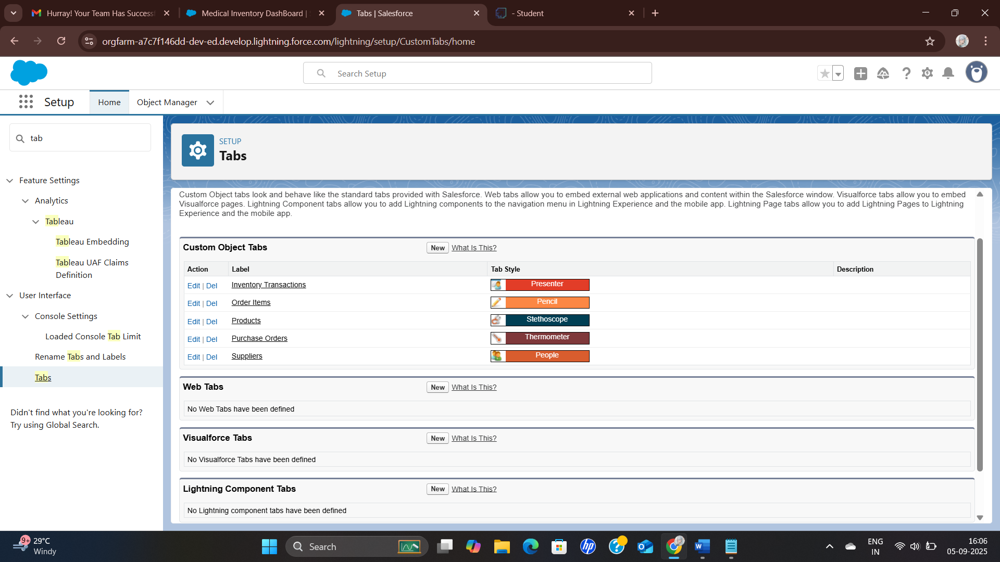 Hurray! Your Team Has Success
Medical Inventory DashBoard |
Tabs | Salesforce
- Student
orgfarm-a7c7f146dd-dev-ed.develop.lightning.force.com/lightning/setup/CustomTabs/home
Search Setup
Setup
Home
Object Manager
tab
Feature Settings
Analytics
Tableau
Tableau Embedding
Tableau UAF Claims
Definition
User Interface
Console Settings
Loaded Console Tab Limit
Rename Tabs and Labels
Tabs
Didn't find what you're looking for?
Try using Global Search.
SETUP
Tabs
Custom Object tabs look and behave like the standard tabs provided with Salesforce. Web tabs allow you to embed external web applications and content within the Salesforce window. Visualforce tabs allow you to embed
Visualforce pages. Lightning Component tabs allow you to add Lightning components to the navigation menu in Lightning Experience and the mobile app. Lightning Page tabs allow you to add Lightning Pages to Lightning
Experience and the mobile app.
Custom Object Tabs New What Is This?
Action Label Tab Style Description
Edit | Del Inventory Transactions Presenter
Edit | Del Order Items Pencil
Edit | Del Products Stethoscope
Edit | Del Purchase Orders Thermometer
Edit | Del Suppliers People
Web Tabs New What Is This?
No Web Tabs have been defined
Visualforce Tabs New What Is This?
No Visualforce Tabs have been defined
Lightning Component Tabs New What Is This?
No Lightning component tabs have been defined
9+
29°C
Windy
Search
hp
ENG
IN
16:06
05-09-2025